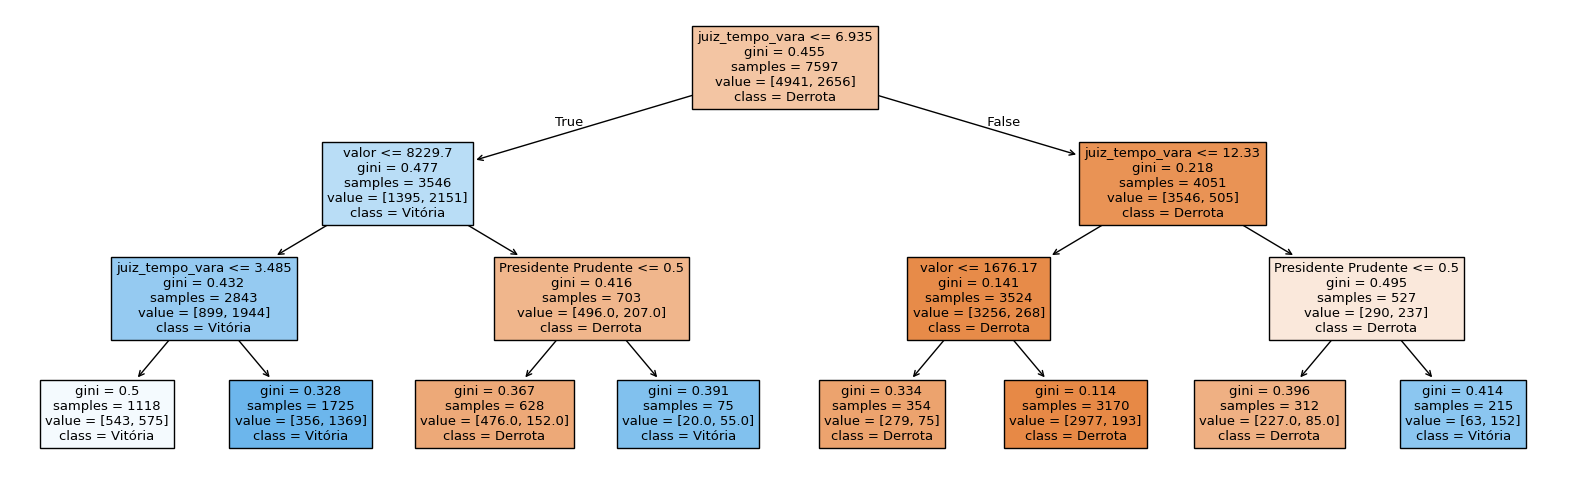 juiz_tempo_vara <= 6.935
gini = 0.455
samples = 7597
value = [4941, 2656]
class = Derrota
True
False
valor <= 8229.7
gini = 0.477
samples = 3546
value = [1395, 2151]
class = Vitória
juiz_tempo_vara <= 12.33
gini = 0.218
samples = 4051
value = [3546, 505]
class = Derrota
juiz_tempo_vara <= 3.485
gini = 0.432
samples = 2843
value = [899, 1944]
class = Vitória
Presidente Prudente <= 0.5
gini = 0.416
samples = 703
value = [496.0, 207.0]
class = Derrota
valor <= 1676.17
gini = 0.141
samples = 3524
value = [3256, 268]
class = Derrota
Presidente Prudente <= 0.5
gini = 0.495
samples = 527
value = [290, 237]
class = Derrota
gini = 0.5
samples = 1118
value = [543, 575]
class = Vitória
gini = 0.328
samples = 1725
value = [356, 1369]
class = Vitória
gini = 0.367
samples = 628
value = [476.0, 152.0]
class = Derrota
gini = 0.391
samples = 75
value = [20.0, 55.0]
class = Vitória
gini = 0.334
samples = 354
value = [279, 75]
class = Derrota
gini = 0.114
samples = 3170
value = [2977, 193]
class = Derrota
gini = 0.396
samples = 312
value = [227.0, 85.0]
class = Derrota
gini = 0.414
samples = 215
value = [63, 152]
class = Vitória